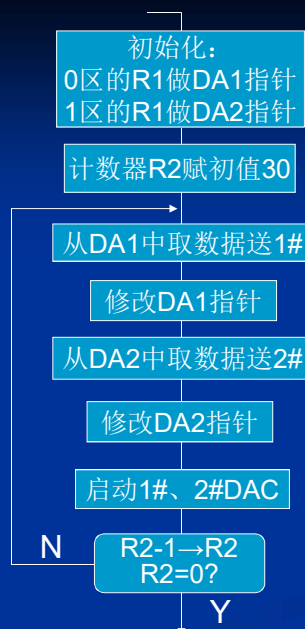 初始化：
0区的R1做DA1指针
1区的R1做DA2指针
计数器R2赋初值30
从DA1中取数据送1#
修改DA1指针
从DA2中取数据送2#
修改DA2指针
启动1#、2#DAC
N
R2-1→R2
R2=0?
Y